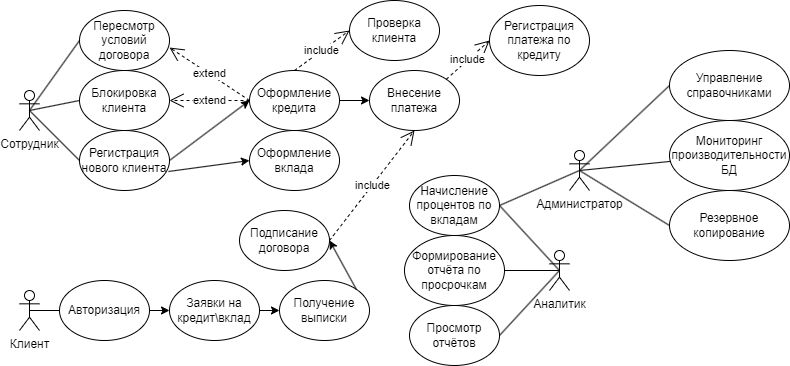 Пересмотр
условий
договора
Проверка
клиента
Регистрация
платежа по
кредиту
include
include
extend
extend
Блокировка
клиента
Оформление
кредита
Внесение
платежа
Сотрудник
Регистрация
нового клиента
Оформление
вклада
Управление
справочниками
Мониторинг
производительности
БД
Администратор
Резервное
копирование
include
Начисление
процентов по
вкладам
Подписание
договора
Формирование
отчёта по
просрочкам
Аналитик
Просмотр
отчётов
Клиент
Авторизация
Заявки на
кредит\вклад
Получение
выписки